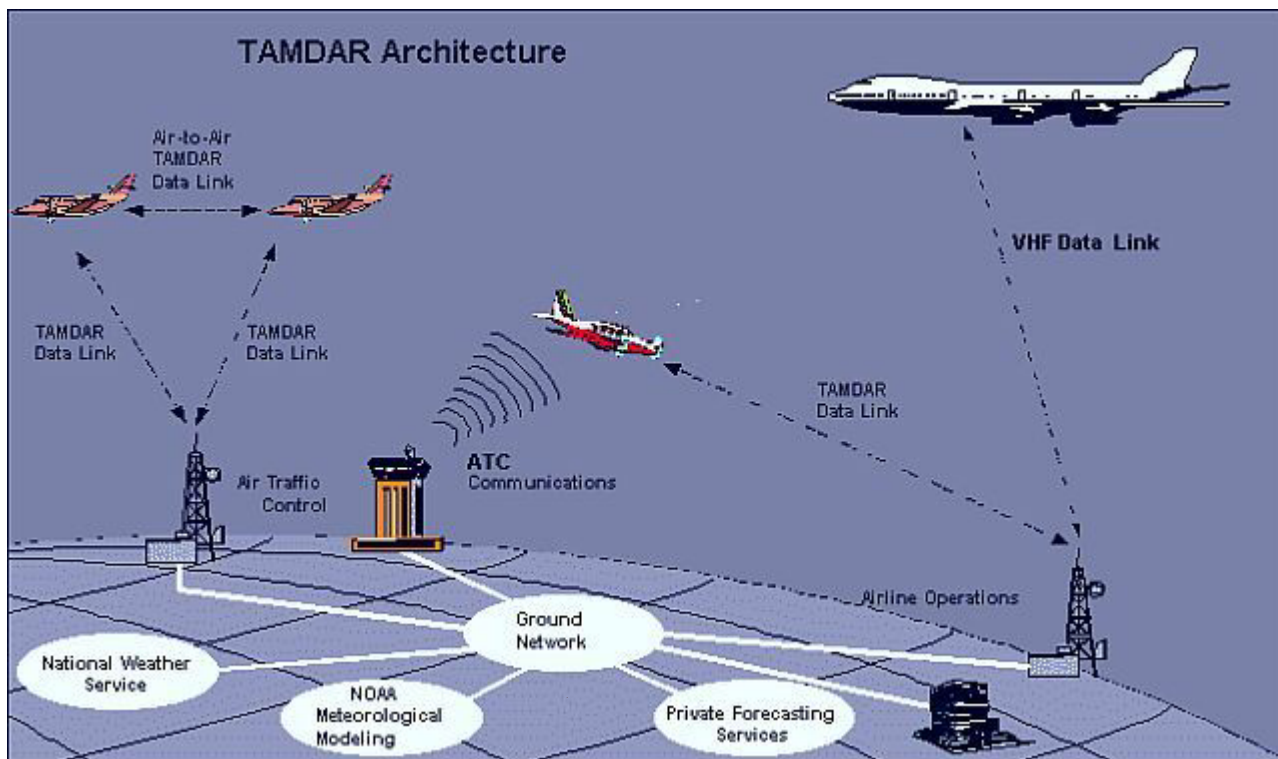 TAMDAR Architecture
Air-to-Air
TAMDAR
Data Link
VHF Data Link
TAMDAR
Data Link
TAMDAR
Data Link
TAMDAR
Data Link
ATC
Communications
Air Traffic
Control
Airline Operations
Ground
Network
National Weather
Service
NOAA
Meteorological
Modeling
Private Forecasting
Services